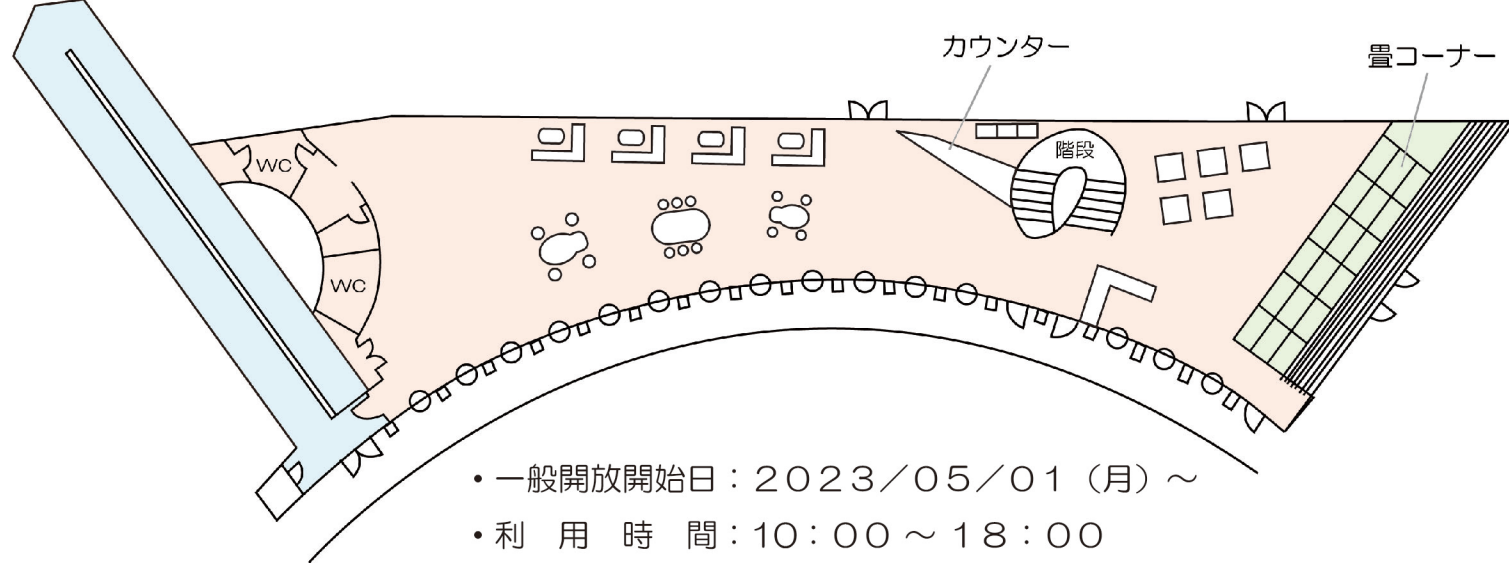 カウンター
畳コーナー
階段
WC
WC
・一般開放開始日：２０２３／０５／０１（月）～
・利　用　時　間：１０：００ ～ １８：００